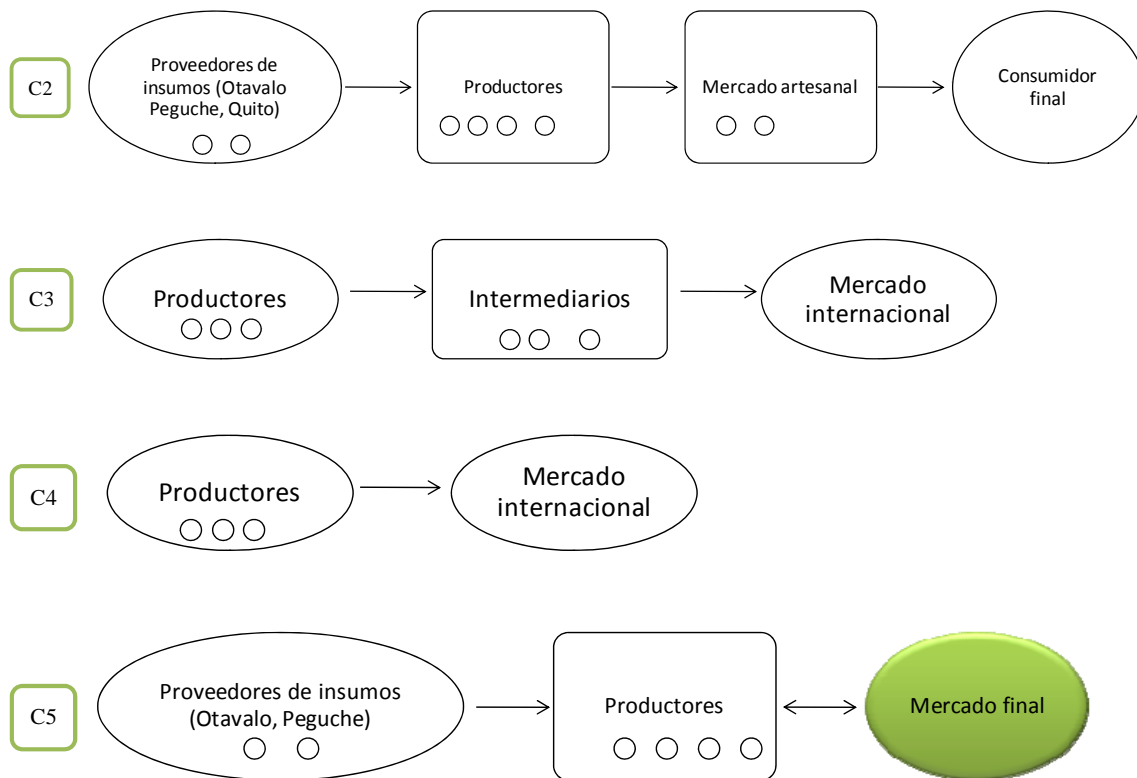 C2
Proveedores de
insumos (Otavalo
Peguche, Quito)
Productores
Mercado artesanal
Consumidor
final
C3
Productores
Intermediarios
Mercado
internacional
C4
Productores
Mercado
internacional
C5
Proveedores de insumos
(Otavalo, Peguche)
Productores
Mercado final